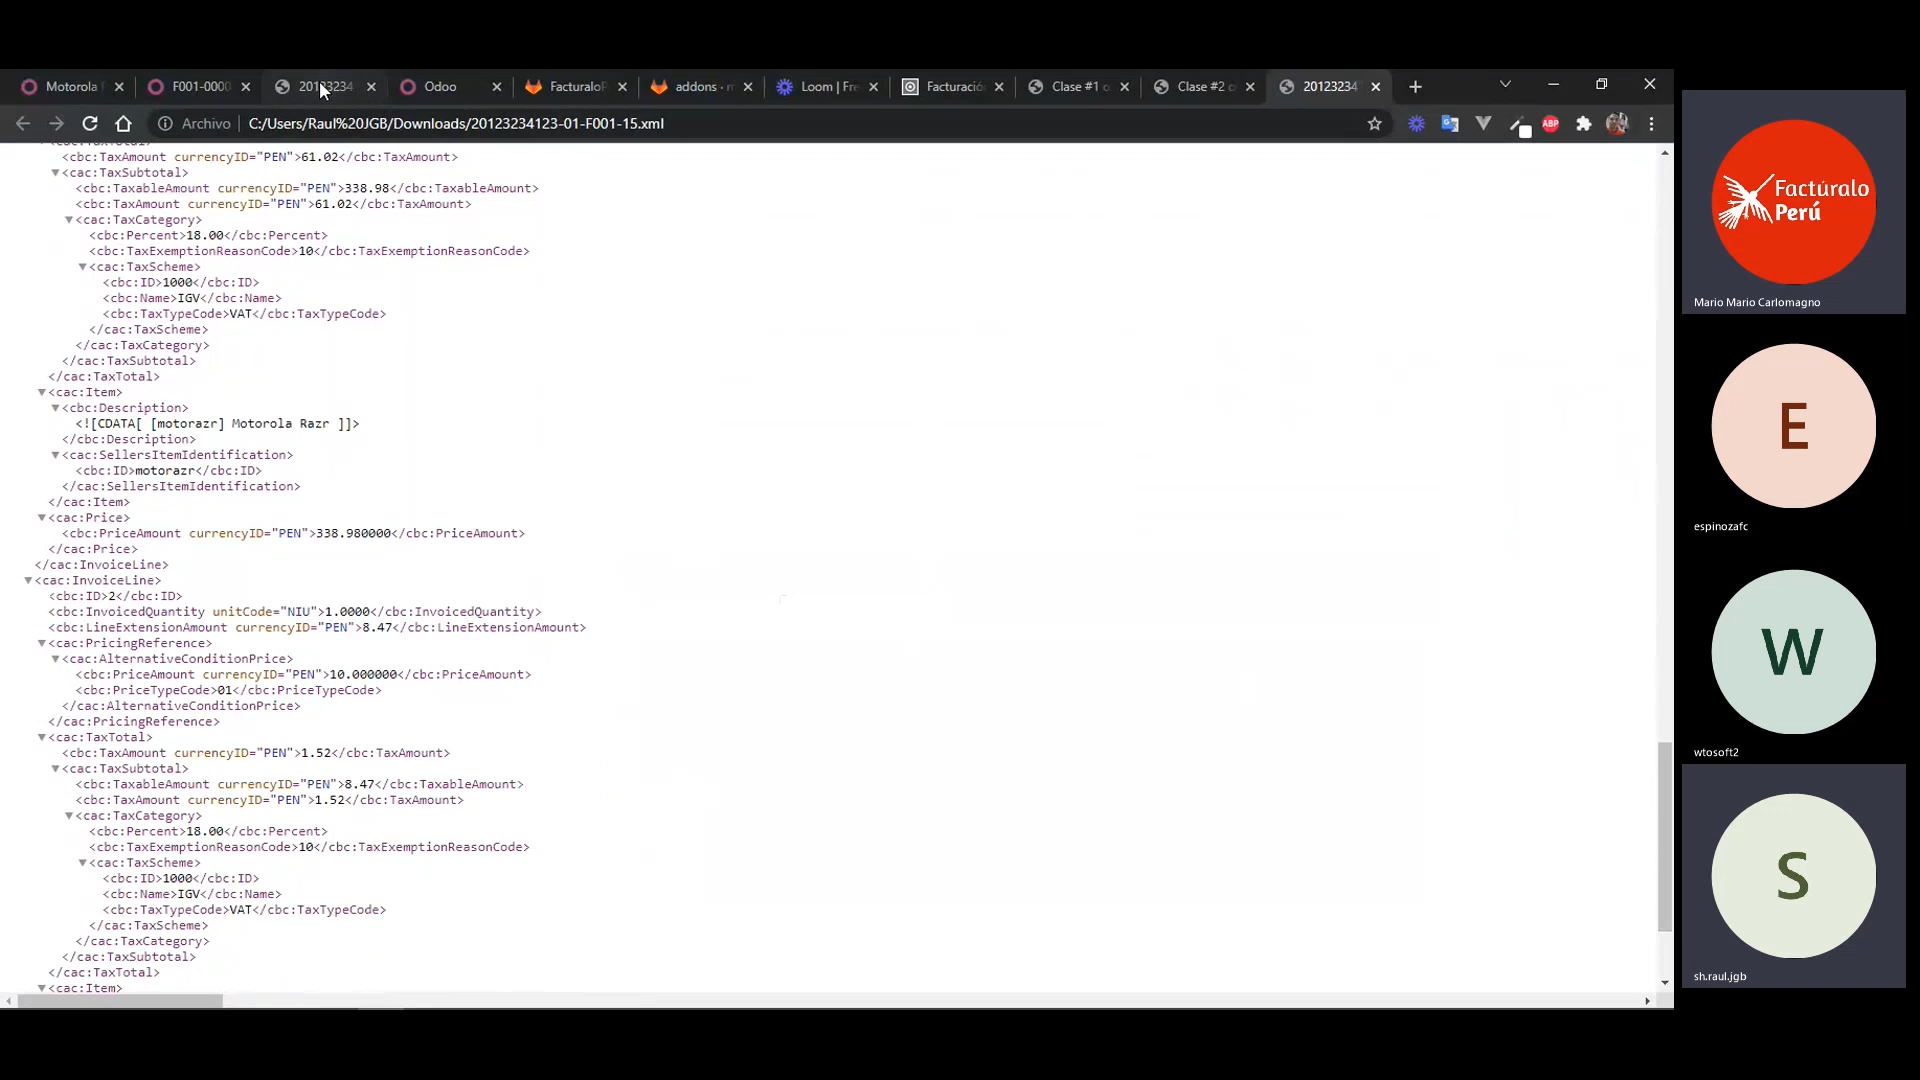 Motorola F
F001-0000
20123234
Odoo
FacturaloP
addons · m
Loom | Fre
Facturació
Clase #1 o
Clase #2 o
20123234
Archivo
C:/Users/Raul%20JGB/Downloads/20123234123-01-F001-15.xml
ABP
<cac:TaxTotal>
<cbc:TaxAmount currencyID="PEN">61.02</cbc:TaxAmount>
<cac:TaxSubtotal>
<cbc:TaxableAmount currencyID="PEN">338.98</cbc:TaxableAmount>
<cbc:TaxAmount currencyID="PEN">61.02</cbc:TaxAmount>
<cac:TaxCategory>
<cbc:Percent>18.00</cbc:Percent>
<cbc:TaxExemptionReasonCode>10</cbc:TaxExemptionReasonCode>
<cac:TaxScheme>
<cbc:ID>1000</cbc:ID>
<cbc:Name>IGV</cbc:Name>
<cbc:TaxTypeCode>VAT</cbc:TaxTypeCode>
</cac:TaxScheme>
</cac:TaxCategory>
</cac:TaxSubtotal>
</cac:TaxTotal>
<cac:Item>
<cbc:Description>
<![CDATA[ [motorazr] Motorola Razr ]]>
</cbc:Description>
<cac:SellersItemIdentification>
<cbc:ID>motorazr</cbc:ID>
</cac:SellersItemIdentification>
</cac:Item>
<cac:Price>
<cbc:PriceAmount currencyID="PEN">338.980000</cbc:PriceAmount>
</cac:Price>
</cac:InvoiceLine>
<cac:InvoiceLine>
<cbc:ID>2</cbc:ID>
<cbc:InvoicedQuantity unitCode="NIU">1.0000</cbc:InvoicedQuantity>
<cbc:LineExtensionAmount currencyID="PEN">8.47</cbc:LineExtensionAmount>
<cac:PricingReference>
<cac:AlternativeConditionPrice>
<cbc:PriceAmount currencyID="PEN">10.000000</cbc:PriceAmount>
<cbc:PriceTypeCode>01</cbc:PriceTypeCode>
</cac:AlternativeConditionPrice>
</cac:PricingReference>
<cac:TaxTotal>
<cbc:TaxAmount currencyID="PEN">1.52</cbc:TaxAmount>
<cac:TaxSubtotal>
<cbc:TaxableAmount currencyID="PEN">8.47</cbc:TaxableAmount>
<cbc:TaxAmount currencyID="PEN">1.52</cbc:TaxAmount>
<cac:TaxCategory>
<cbc:Percent>18.00</cbc:Percent>
<cbc:TaxExemptionReasonCode>10</cbc:TaxExemptionReasonCode>
<cac:TaxScheme>
<cbc:ID>1000</cbc:ID>
<cbc:Name>IGV</cbc:Name>
<cbc:TaxTypeCode>VAT</cbc:TaxTypeCode>
</cac:TaxScheme>
</cac:TaxCategory>
</cac:TaxSubtotal>
</cac:TaxTotal>
<cac:Item>
Factúralo
Perú
Mario Mario Carlomagno
E
espinozafc
W
wtosoft2
S
sh.raul.jgb